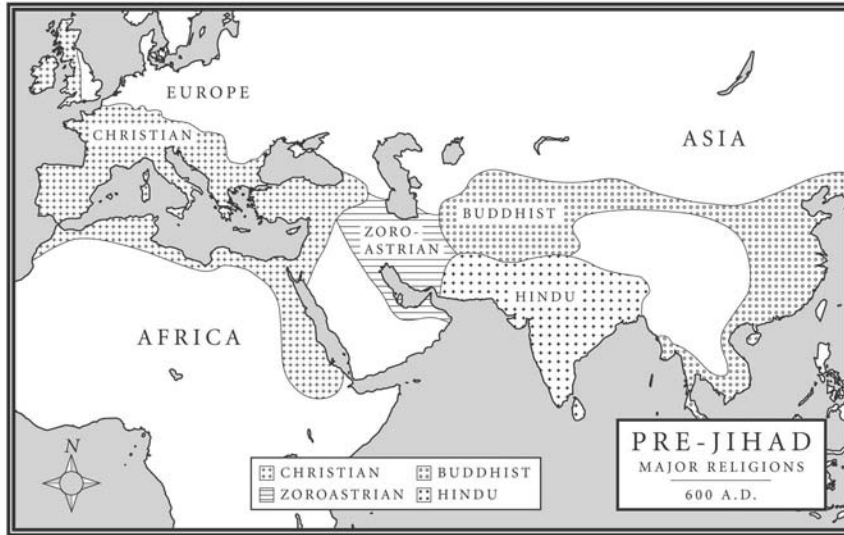 EUROPE
CHRISTIAN
ASIA
BUDDHIST
ZORO-
ASTRIAN
HINDU
AFRICA
N
CHRISTIAN
BUDDHIST
ZOROASTRIAN
HINDU
PRE-JIHAD
MAJOR RELIGIONS
600 A.D.